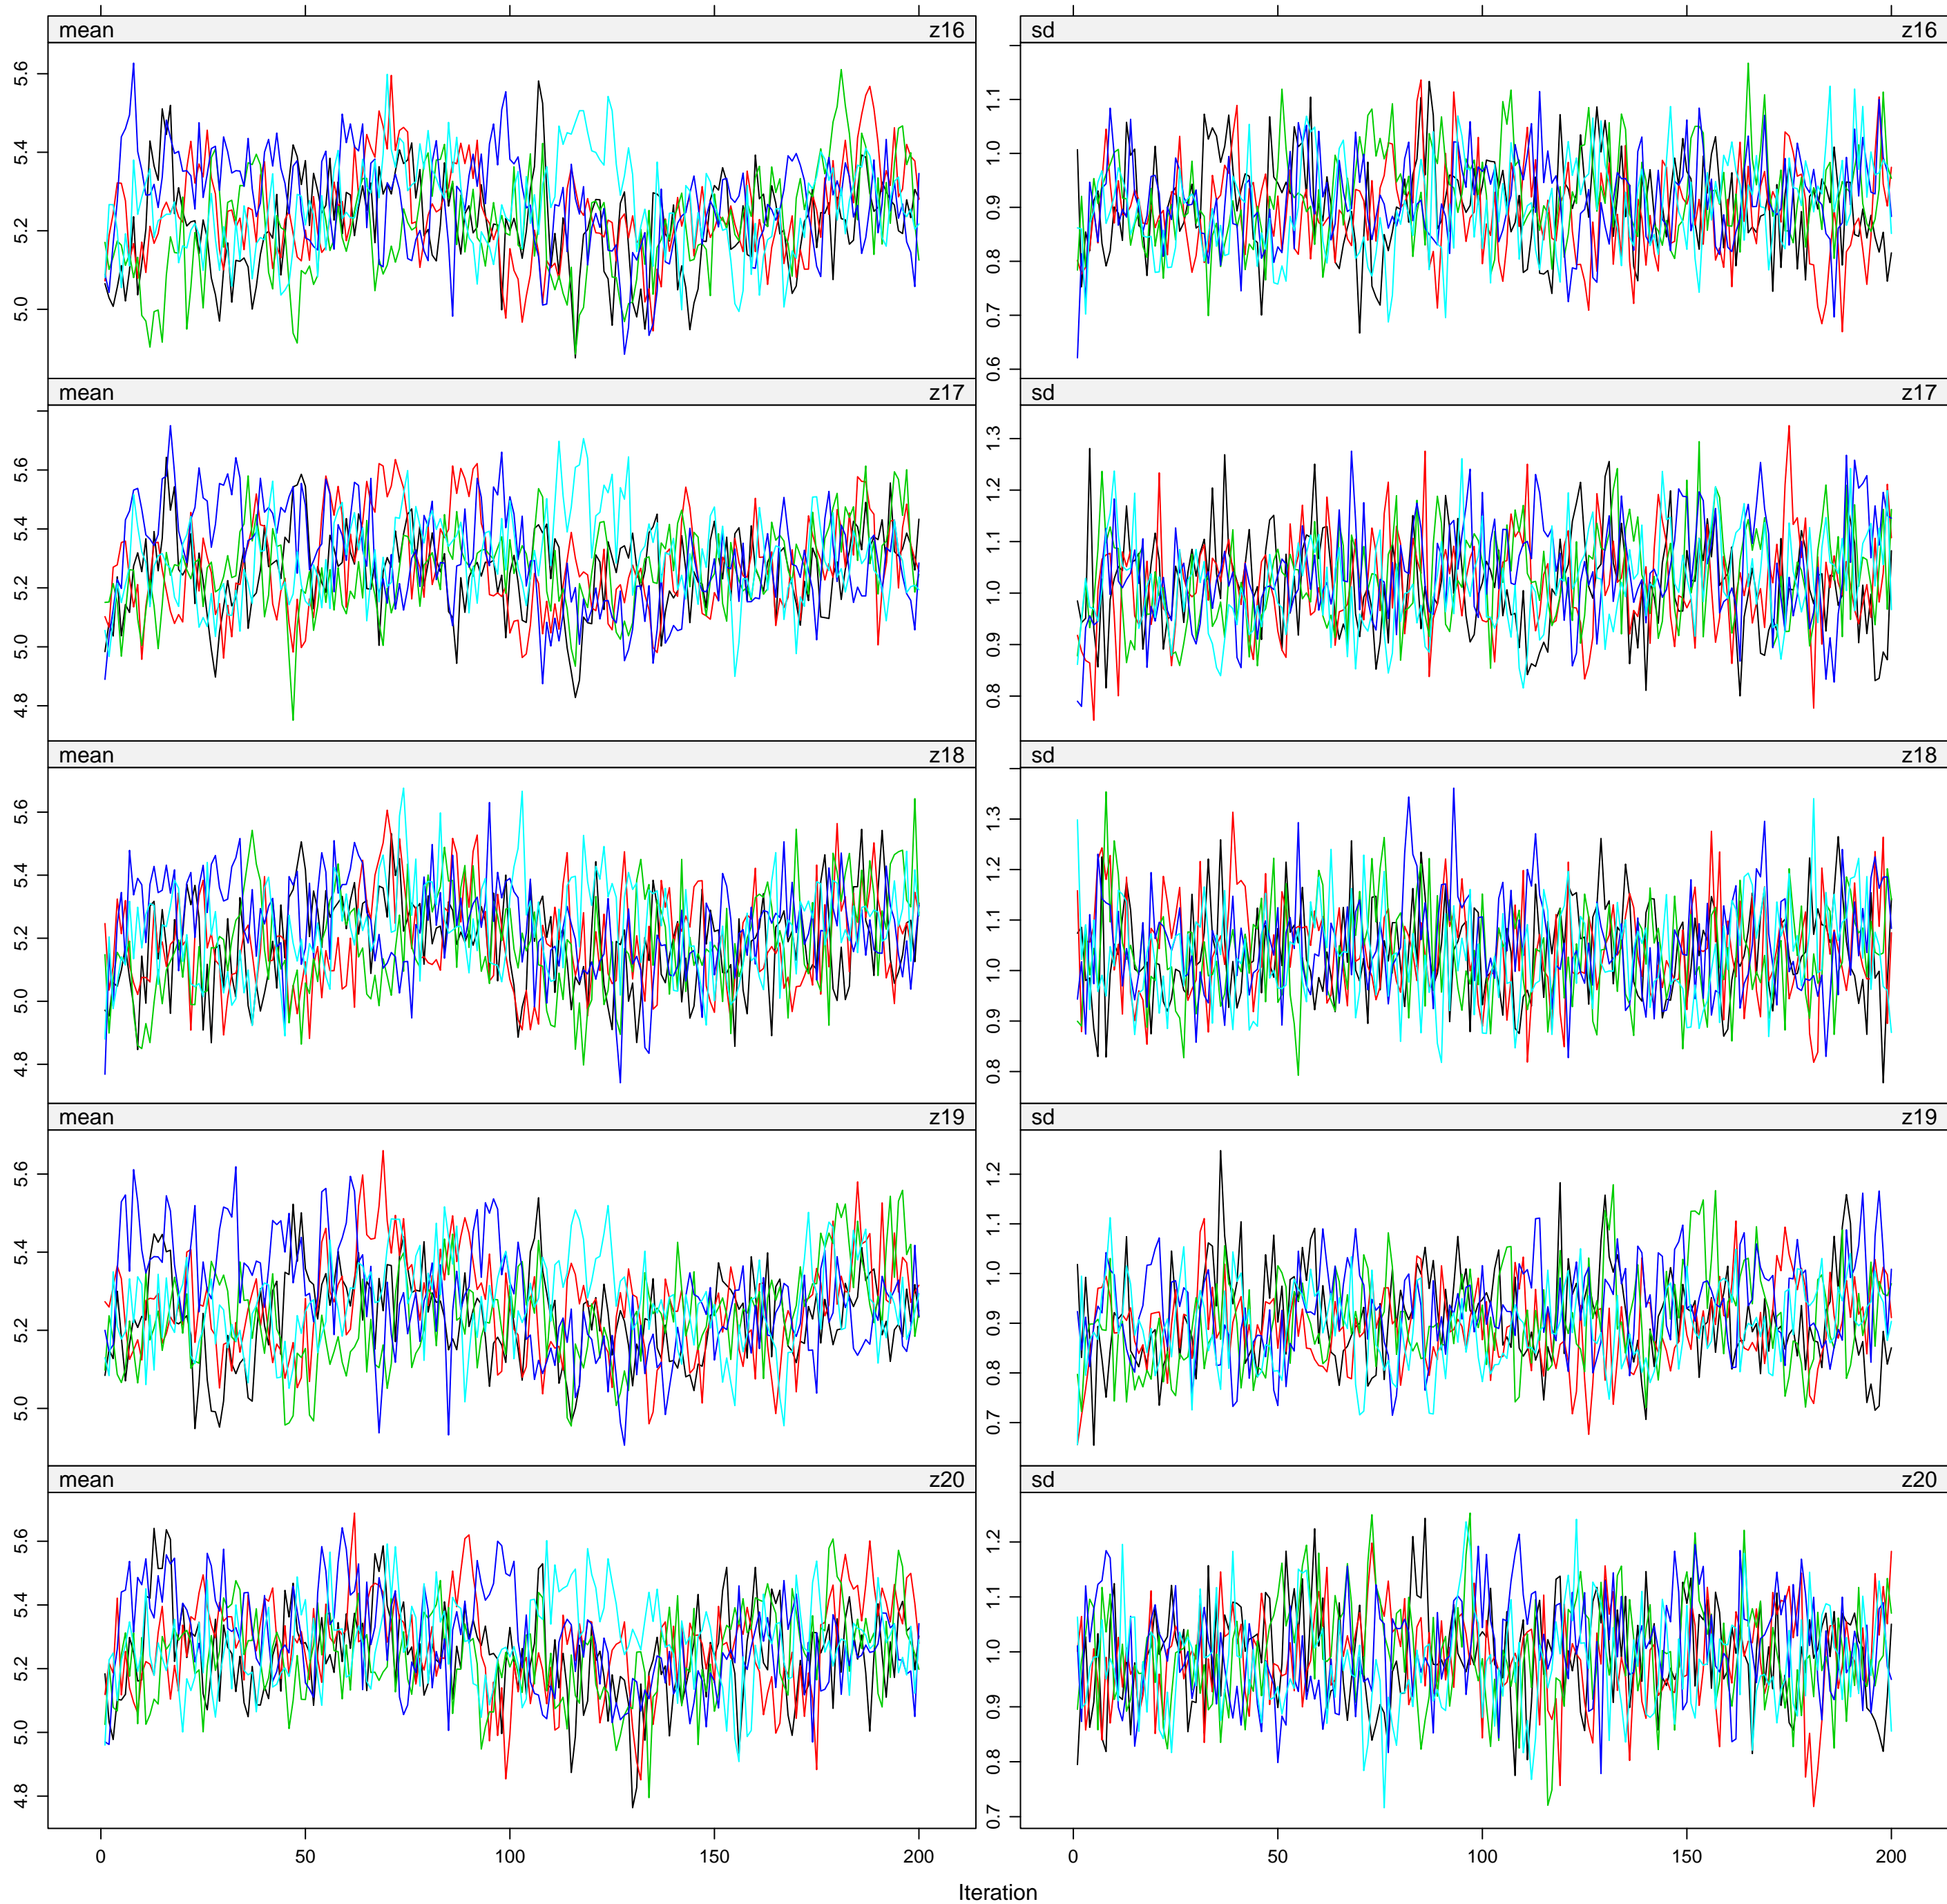 mean z16 sd z16
5.0 5.2 5.4 5.6
0.6 0.7 0.8 0.9 1.0 1.1
mean z17 sd z17
4.8 5.0 5.2 5.4 5.6
0.8 0.9 1.0 1.1 1.2 1.3
mean z18 sd z18
4.8 5.0 5.2 5.4 5.6
0.8 0.9 1.0 1.1 1.2 1.3
mean z19 sd z19
5.0 5.2 5.4 5.6
0.7 0.8 0.9 1.0 1.1 1.2
mean z20 sd z20
4.8 5.0 5.2 5.4 5.6
0.7 0.8 0.9 1.0 1.1 1.2
0 50 100 150 200 0 50 100 150 200
Iteration